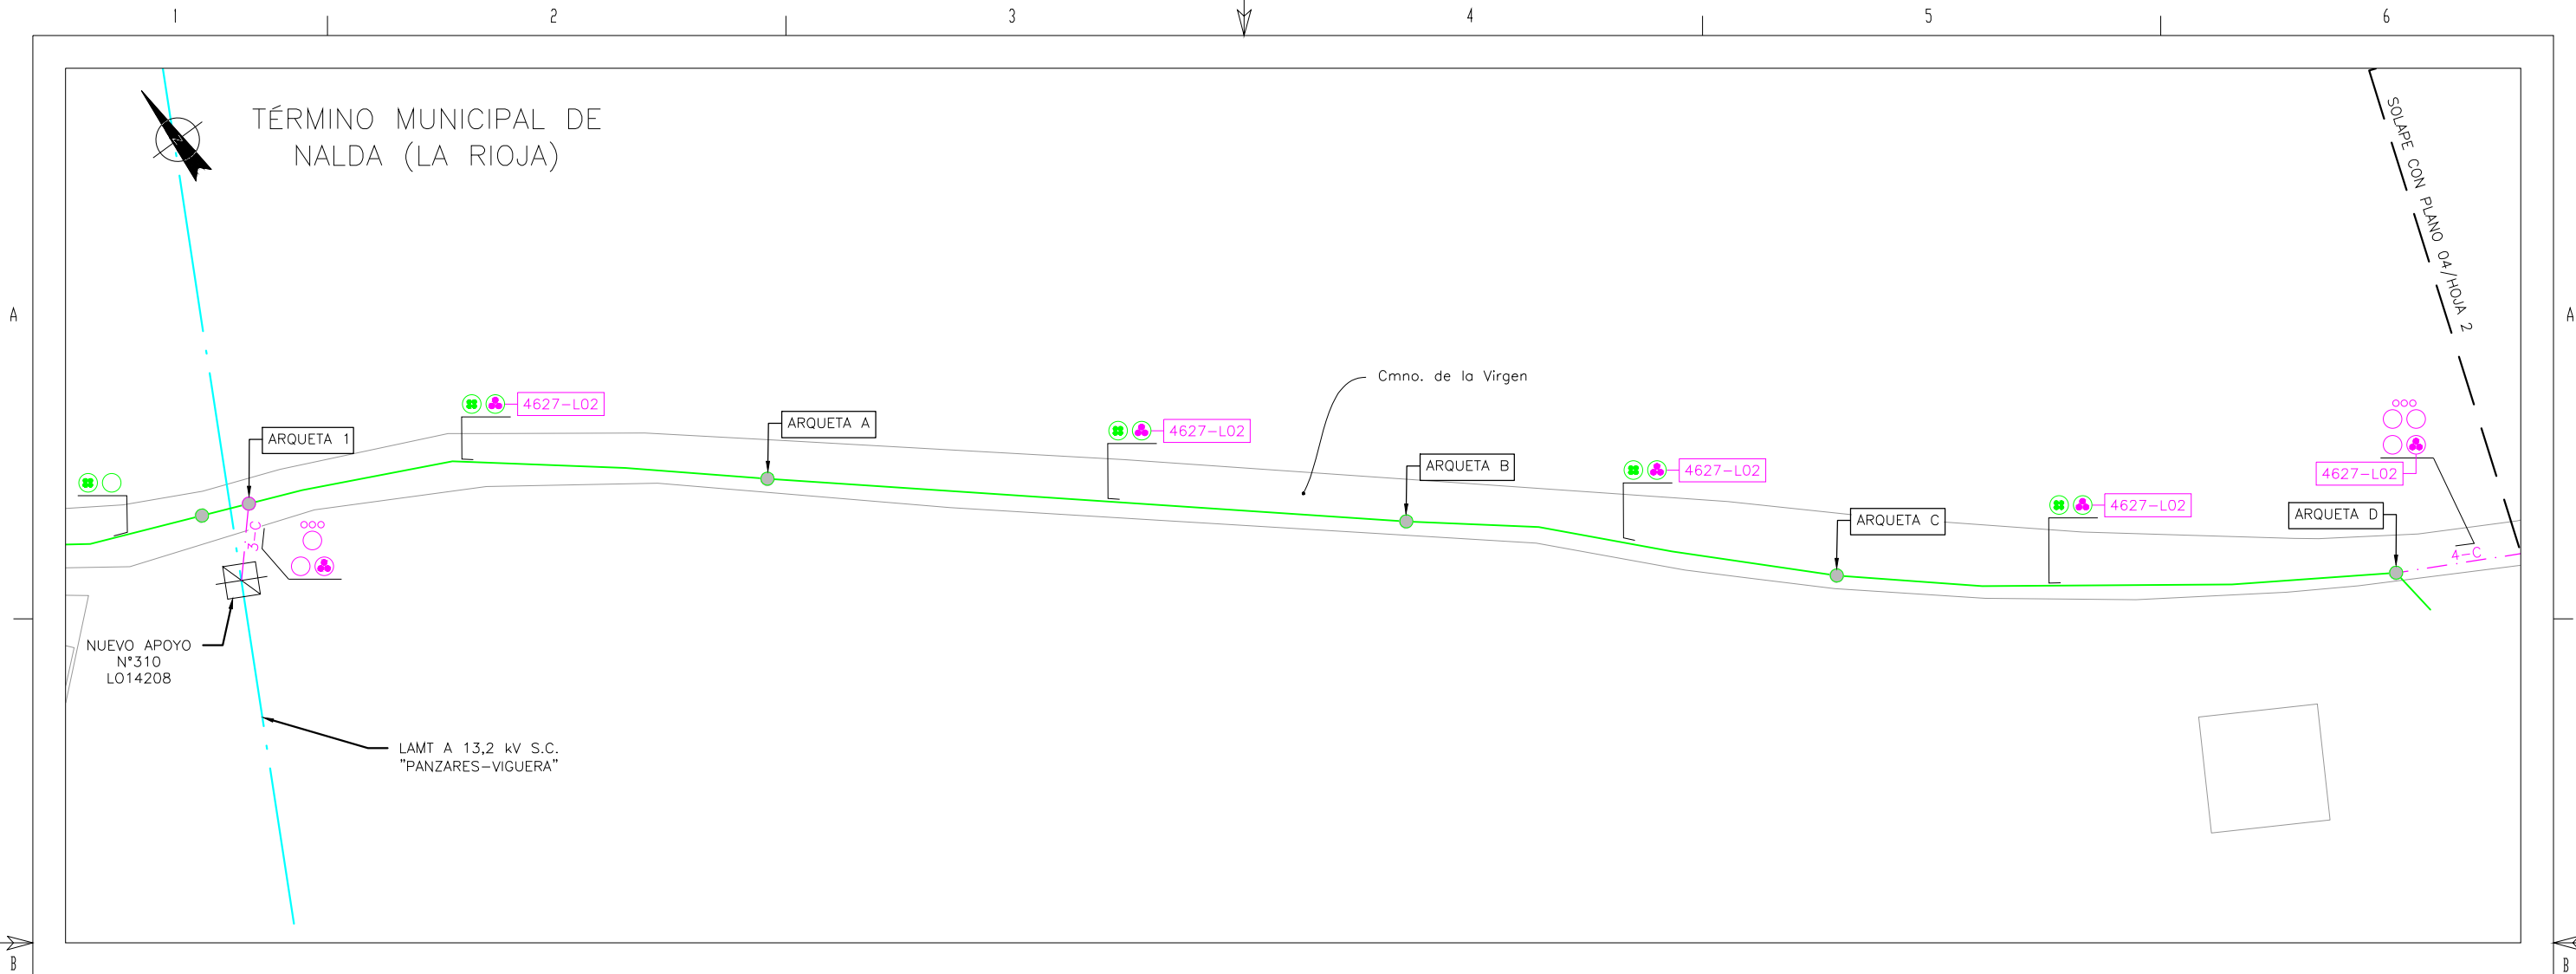 1
2
3
4
5
6
TÉRMINO MUNICIPAL DE
NALDA (LA RIOJA)
N
SOLAPE CON PLANO 04/HOJA 2
A
A
Cmno. de la Virgen
4627-L02
ARQUETA A
4627-L02
ARQUETA 1
ARQUETA B
4627-L02
4627-L02
4627-L02
ARQUETA C
ARQUETA D
3-C
4-C
NUEVO APOYO
Nº310
LO14208
LAMT A 13,2 kV S.C.
"PANZARES-VIGUERA"
B
B